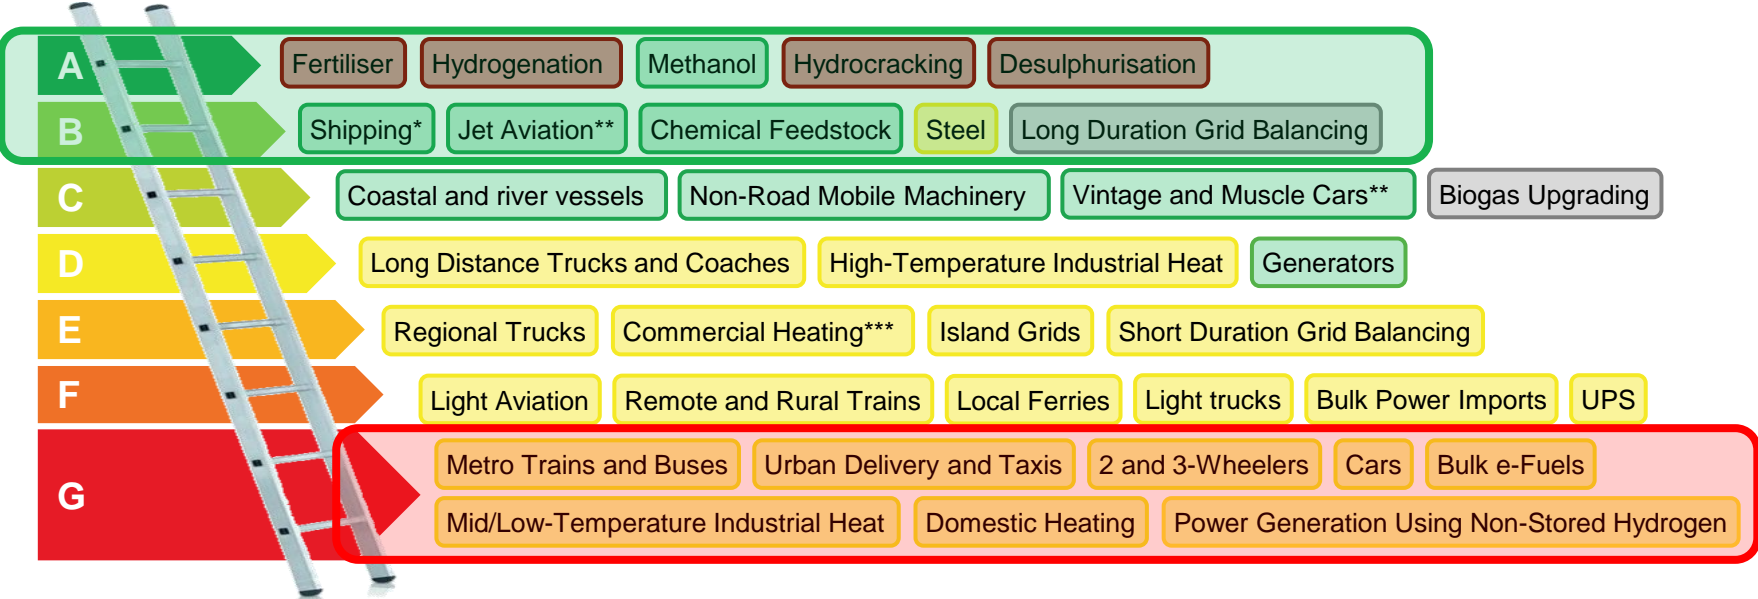 A Fertiliser Hydrogenation Methanol Hydrocracking Desulphurisation
B Shipping* Jet Aviation** Chemical Feedstock Steel Long Duration Grid Balancing
C Coastal and river vessels Non-Road Mobile Machinery Vintage and Muscle Cars** Biogas Upgrading
D Long Distance Trucks and Coaches High-Temperature Industrial Heat Generators
E Regional Trucks Commercial Heating*** Island Grids Short Duration Grid Balancing
F Light Aviation Remote and Rural Trains Local Ferries Light trucks Bulk Power Imports UPS
G Metro Trains and Buses Urban Delivery and Taxis 2 and 3-Wheelers Cars Bulk e-Fuels
Mid/Low-Temperature Industrial Heat Domestic Heating Power Generation Using Non-Stored Hydrogen